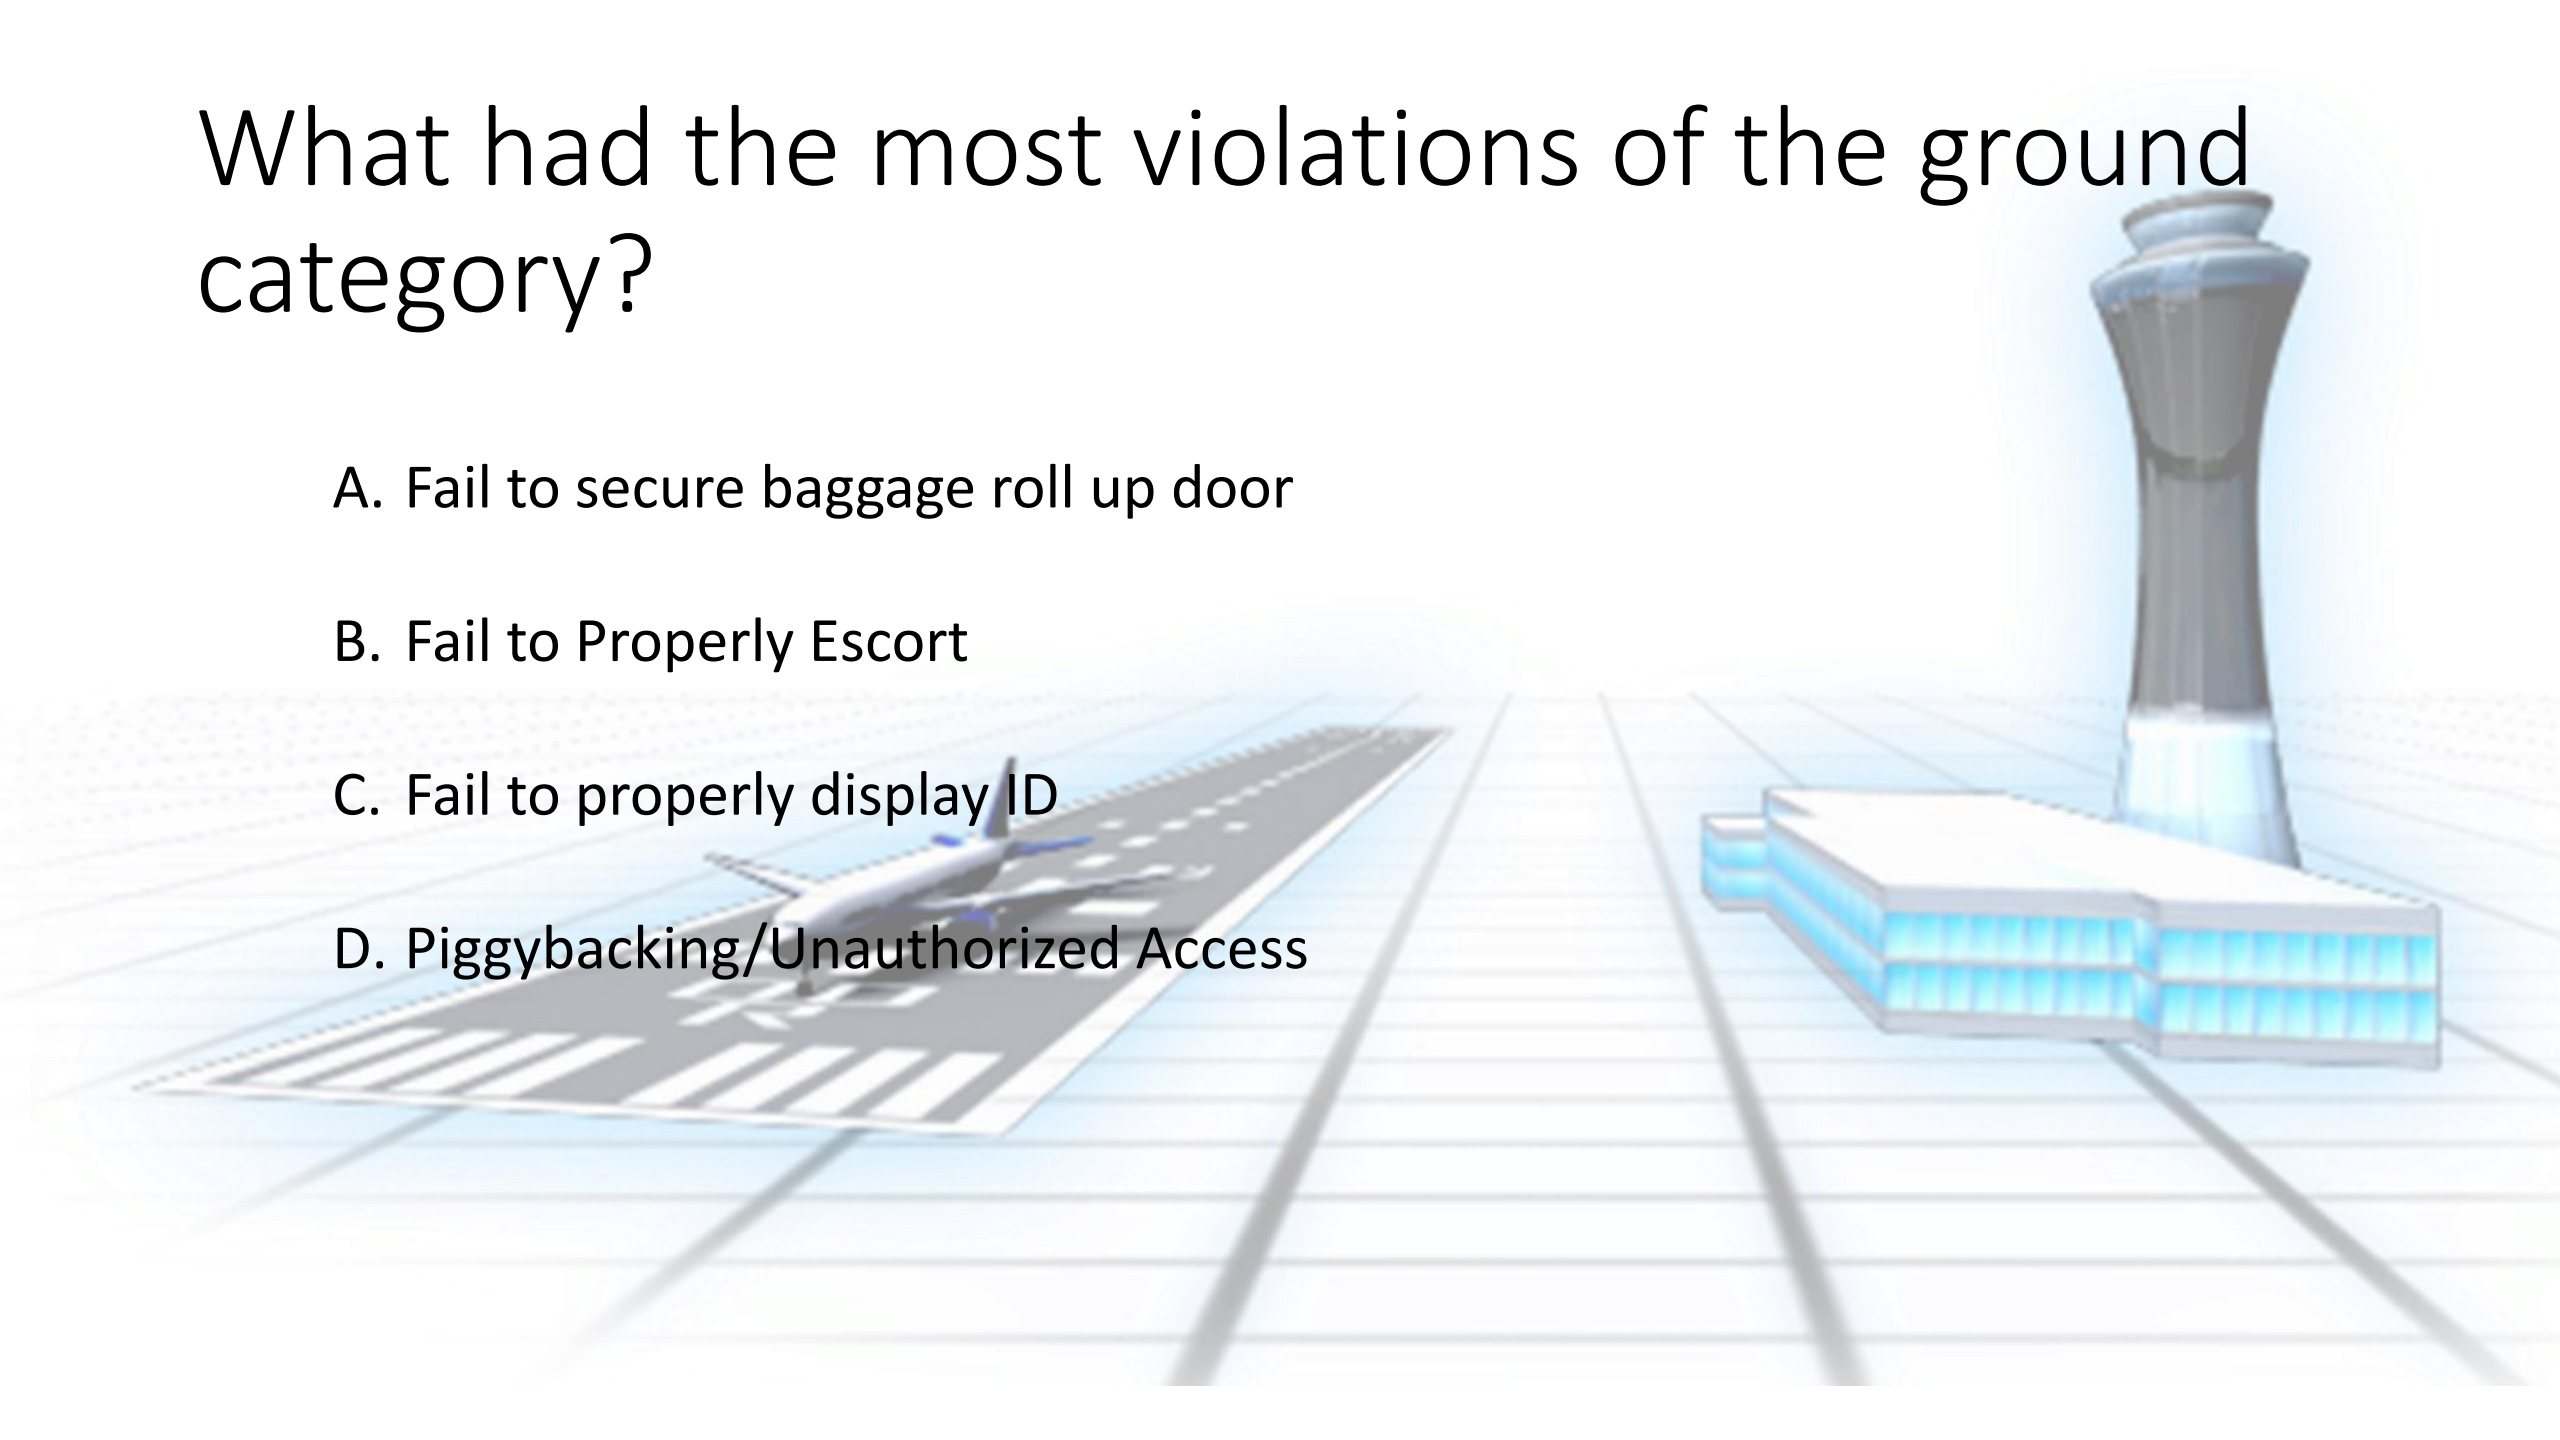 What had the most violations of the ground
category?
A. Fail to secure baggage roll up door
B. Fail to Properly Escort
C. Fail to properly display ID
D. Piggybacking/Unauthorized Access